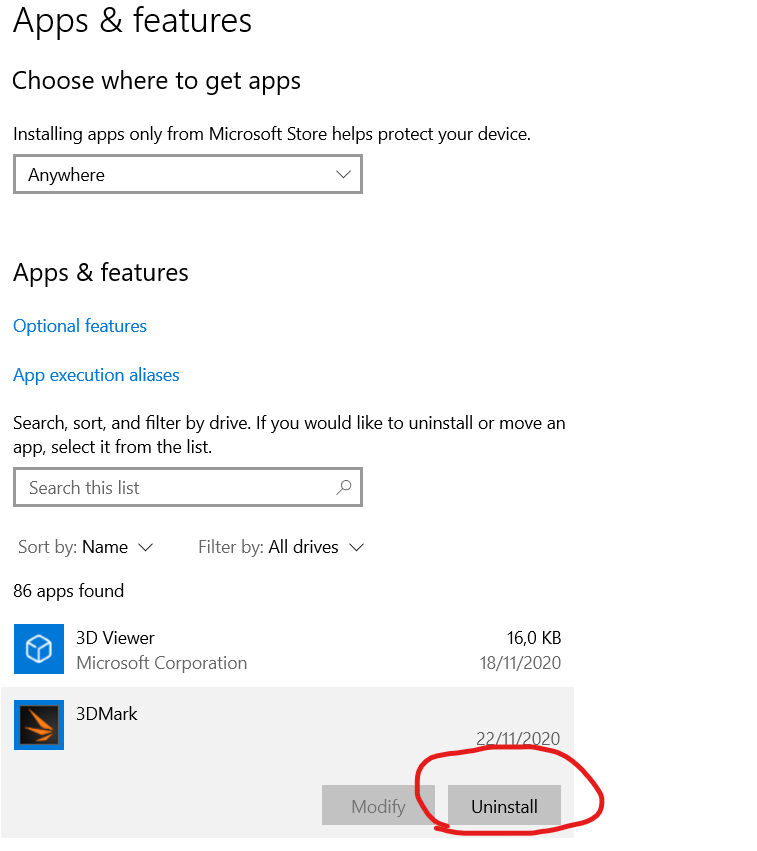 Apps & features
Choose where to get apps
Installing apps only from Microsoft Store helps protect your device.
Anywhere
Apps & features
Optional features
App execution aliases
Search, sort, and filter by drive. If you would like to uninstall or move an
app, select it from the list.
Search this list
Sort by: Name Filter by: All drives
86 apps found
3D Viewer 16,0 KB
Microsoft Corporation 18/11/2020
3DMark
22/11/2020
Modify Uninstall